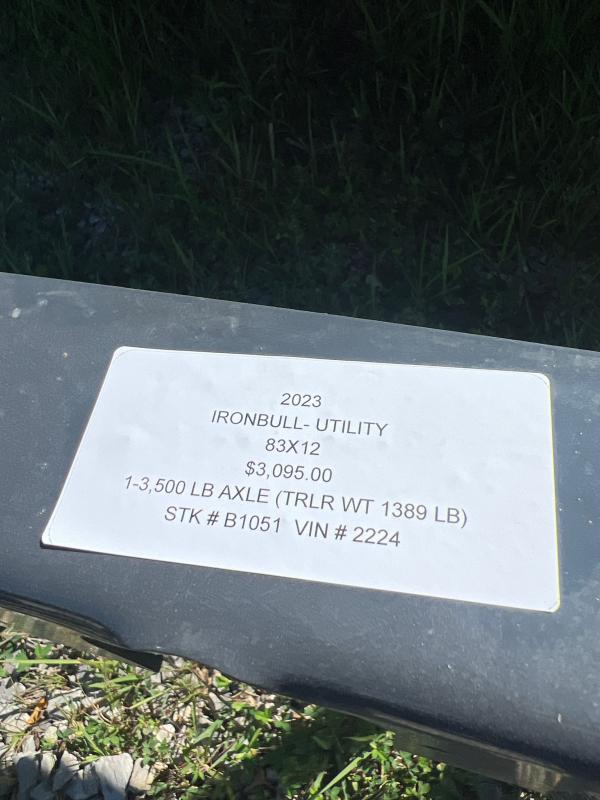 2023
IRONBULL- UTILITY
83X12
$3,095.00
1-3,500 LB AXLE (TRLR WT 1389 LB)
STK # B1051 VIN # 2224